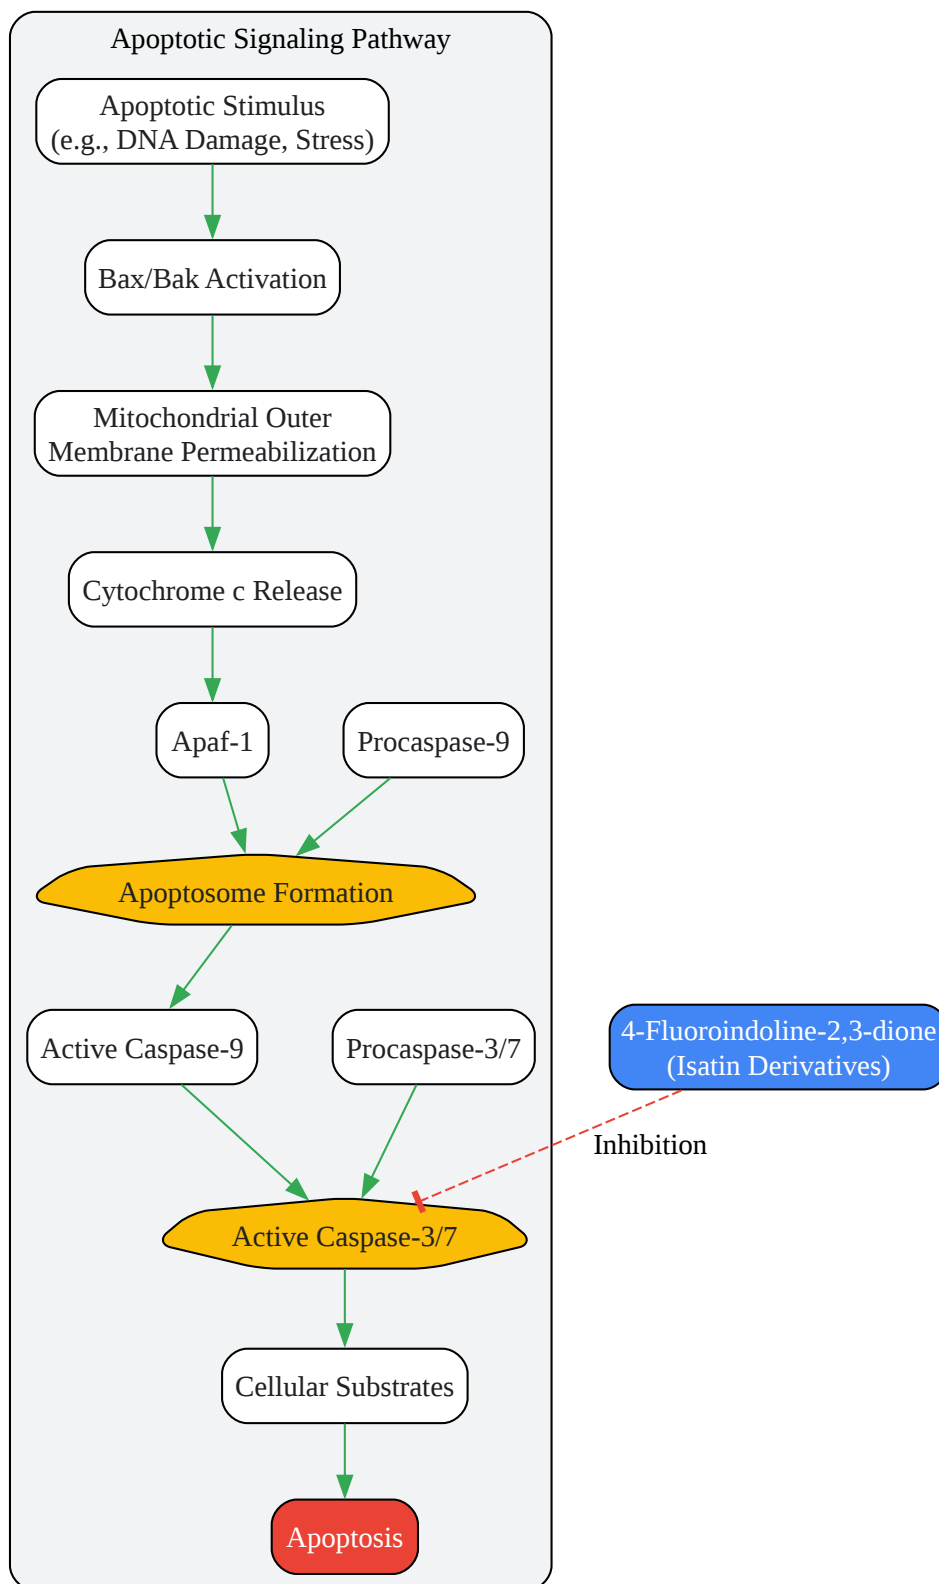 Apoptotic Signaling Pathway
Apoptotic Stimulus
(e.g., DNA Damage, Stress)
Bax/Bak Activation
Mitochondrial Outer
Membrane Permeabilization
Cytochrome c Release
Apaf-1
Procaspase-9
Apoptosome Formation
Active Caspase-9
Procaspase-3/7
4-Fluoroindoline-2,3-dione
(Isatin Derivatives)
Inhibition
Active Caspase-3/7
Cellular Substrates
Apoptosis